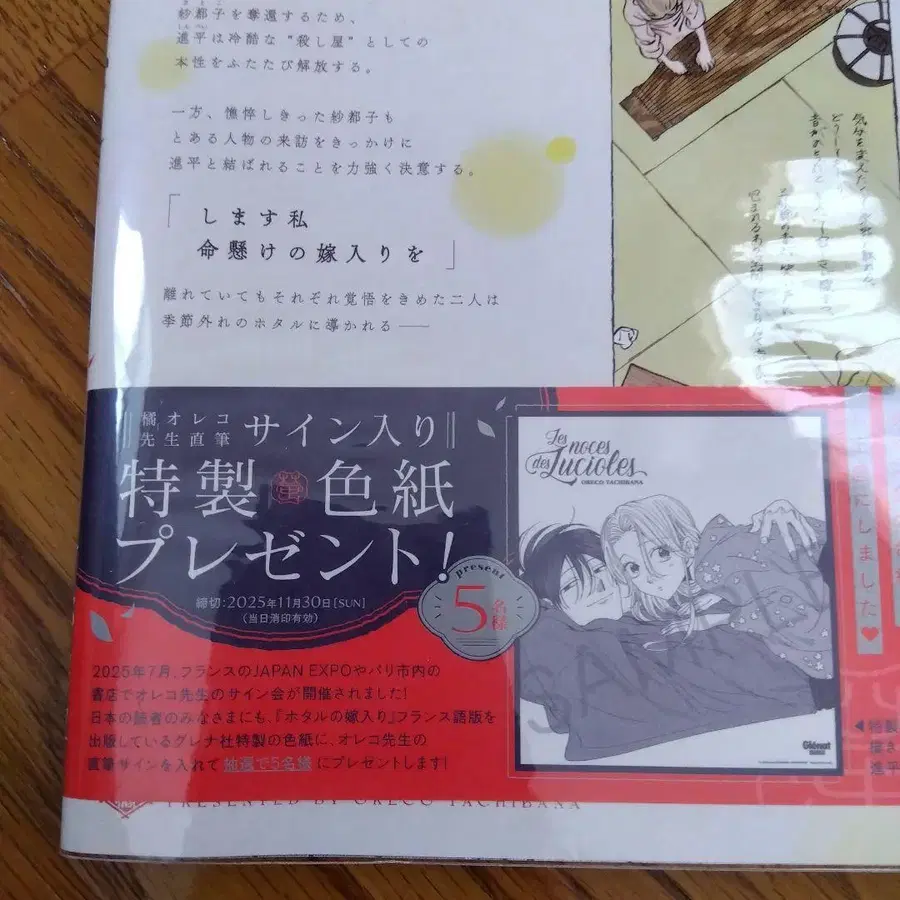 紗都子を奪還するため、
進平は冷酷な“殺し屋”としての
本性をふたたび解放する。
一方、憔悴しきった紗都子も
とある人物の来訪をきっかけに
進平と結ばれることを力強く決意する。
「します私
命懸けの嫁入りを」
離れていてもそれぞれ覚悟をきめた二人は
季節外れのホタルに導かれる――
橘オレコ
先生直筆
サイン入り
特製色紙
プレゼント!
締切:2025年11月30日[SUN]
(当日消印有効)
present
5名様
2025年7月、フランスのJAPAN EXPOやパリ市内の
書店でオレコ先生のサイン会が開催されました!
日本の読者のみなさまにも、『ホタルの嫁入り』フランス語版を
出版しているグレナ社特製の色紙に、オレコ先生の
直筆サインを入れて抽選で5名様にプレゼントします!
Les
noces
des Lucioles
ORECO TACHIBANA
SAMPLE
Glénat
にしました♥
◀特製
描き
進平
PRESENTED BY ORECO TACHIBANA